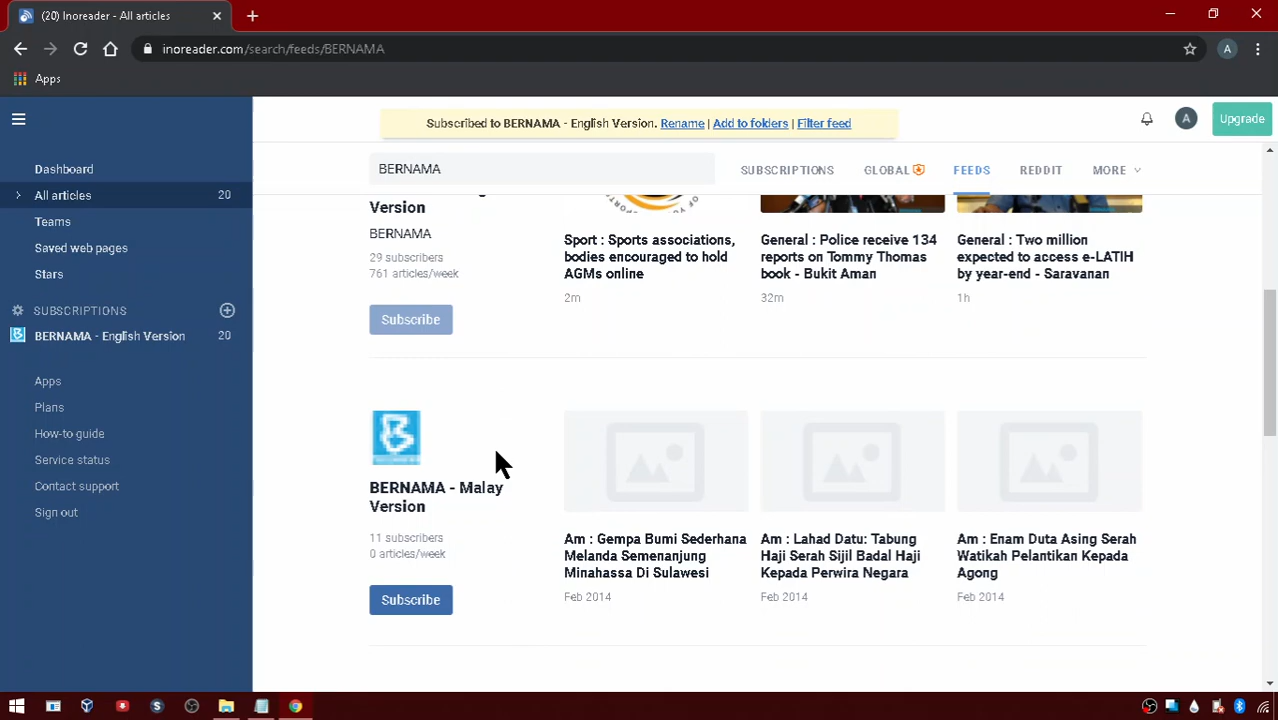 (20) Inoreader - All articles
inoreader.com/search/feeds/BERNAMA
A
Apps
Subscribed to BERNAMA - English Version. Rename | Add to folders | Filter feed
A
Upgrade
Dashboard
All articles 20
Teams
Saved web pages
Stars
SUBSCRIPTIONS
BERNAMA - English Version 20
Apps
Plans
How-to guide
Service status
Contact support
Sign out
BERNAMA
SUBSCRIPTIONS GLOBAL FEEDS REDDIT MORE
Version
BERNAMA
29 subscribers
761 articles/week
Subscribe
Sport : Sports associations,
bodies encouraged to hold
AGMs online
2m
General : Police receive 134
reports on Tommy Thomas
book - Bukit Aman
32m
General : Two million
expected to access e-LATIH
by year-end - Saravanan
1h
B
BERNAMA - Malay
Version
11 subscribers
0 articles/week
Subscribe
Am : Gempa Bumi Sederhana
Melanda Semenanjung
Minahassa Di Sulawesi
Feb 2014
Am : Lahad Datu: Tabung
Haji Serah Sijil Badal Haji
Kepada Perwira Negara
Feb 2014
Am : Enam Duta Asing Serah
Watikah Pelantikan Kepada
Agong
Feb 2014